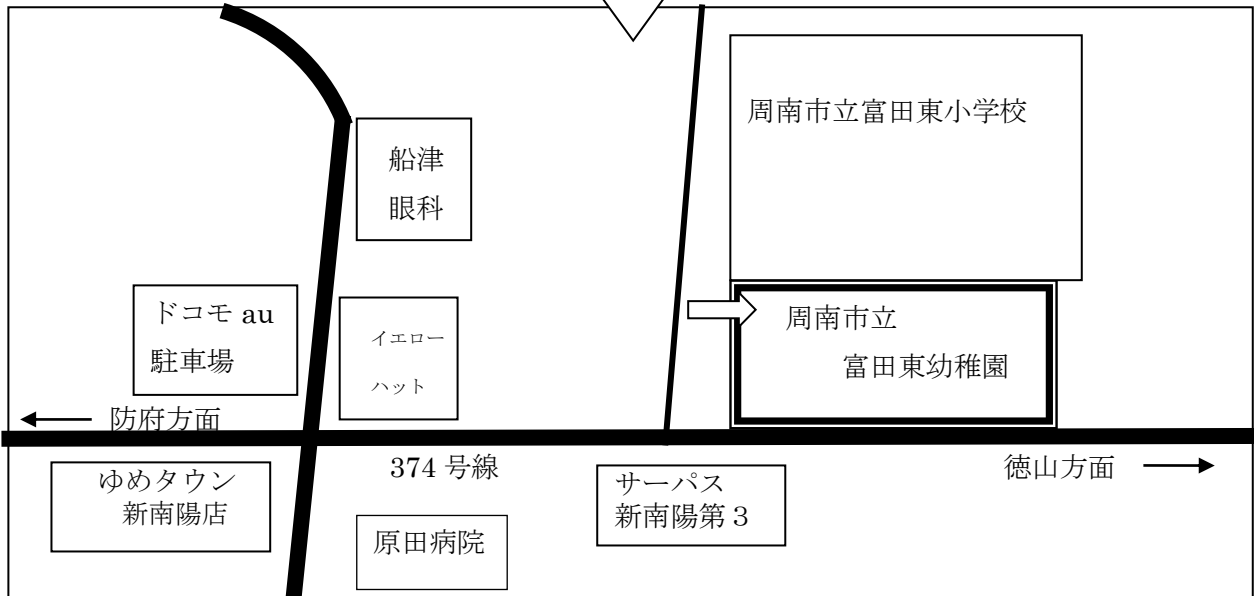 周南市立富田東小学校
船津
眼科
ドコモ au
駐車場
イエロー
ハット
周南市立
富田東幼稚園
防府方面
374 号線
徳山方面
ゆめタウン
新南陽店
サーパス
新南陽第３
原田病院